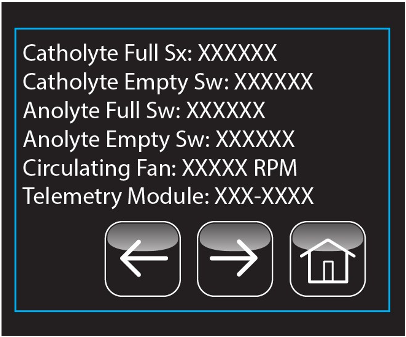 Catholyte Full Sx: XXXXXX
Catholyte Empty Sw: XXXXXX
Anolyte Full Sw: XXXXXX
Anolyte Empty Sw: XXXXXX
Circulating Fan: XXXXX RPM
Telemetry Module: XXX-XXXX